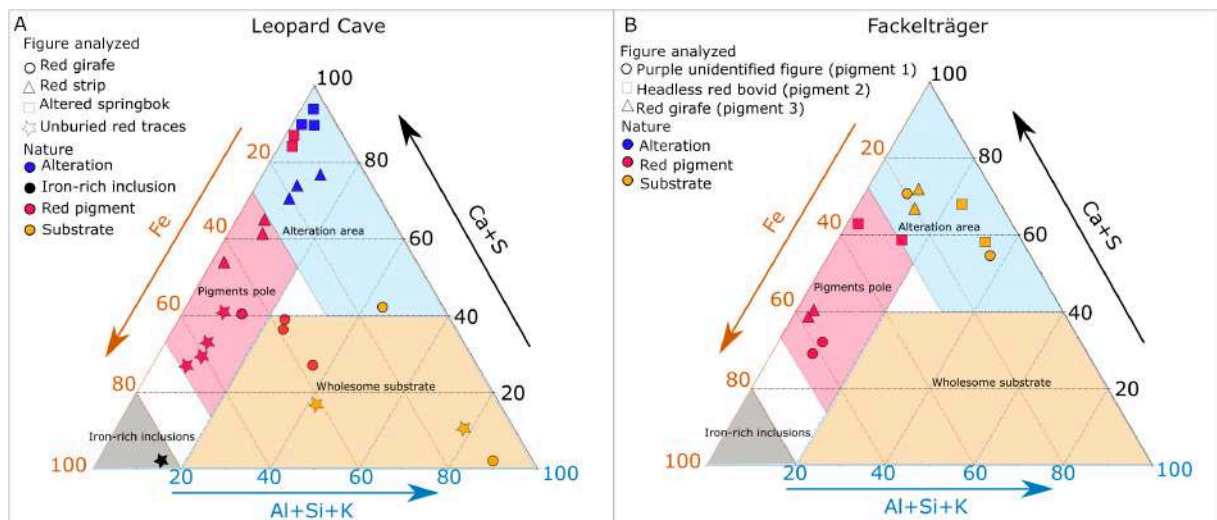 A
Leopard Cave
Figure analyzed
Red girafe
Red strip
Altered springbok
Unburied red traces
Nature
Alteration
Iron-rich inclusion
Red pigment
Substrate
100
20
80
Fe
Ca+S
40
Alteration area
60
Pigments pole
60
40
80
Wholesome substrate
20
Iron-rich inclusions
100
20
40
60
80
100
Al+Si+K
B
Fackelträger
Figure analyzed
Purple unidentified figure (pigment 1)
Headless red bovid (pigment 2)
Red girafe (pigment 3)
Nature
Alteration
Red pigment
Substrate
100
20
80
Fe
Ca+S
40
Alteration area
60
Pigments pole
60
40
80
Wholesome substrate
20
Iron-rich inclusions
100
20
40
60
80
100
Al+Si+K